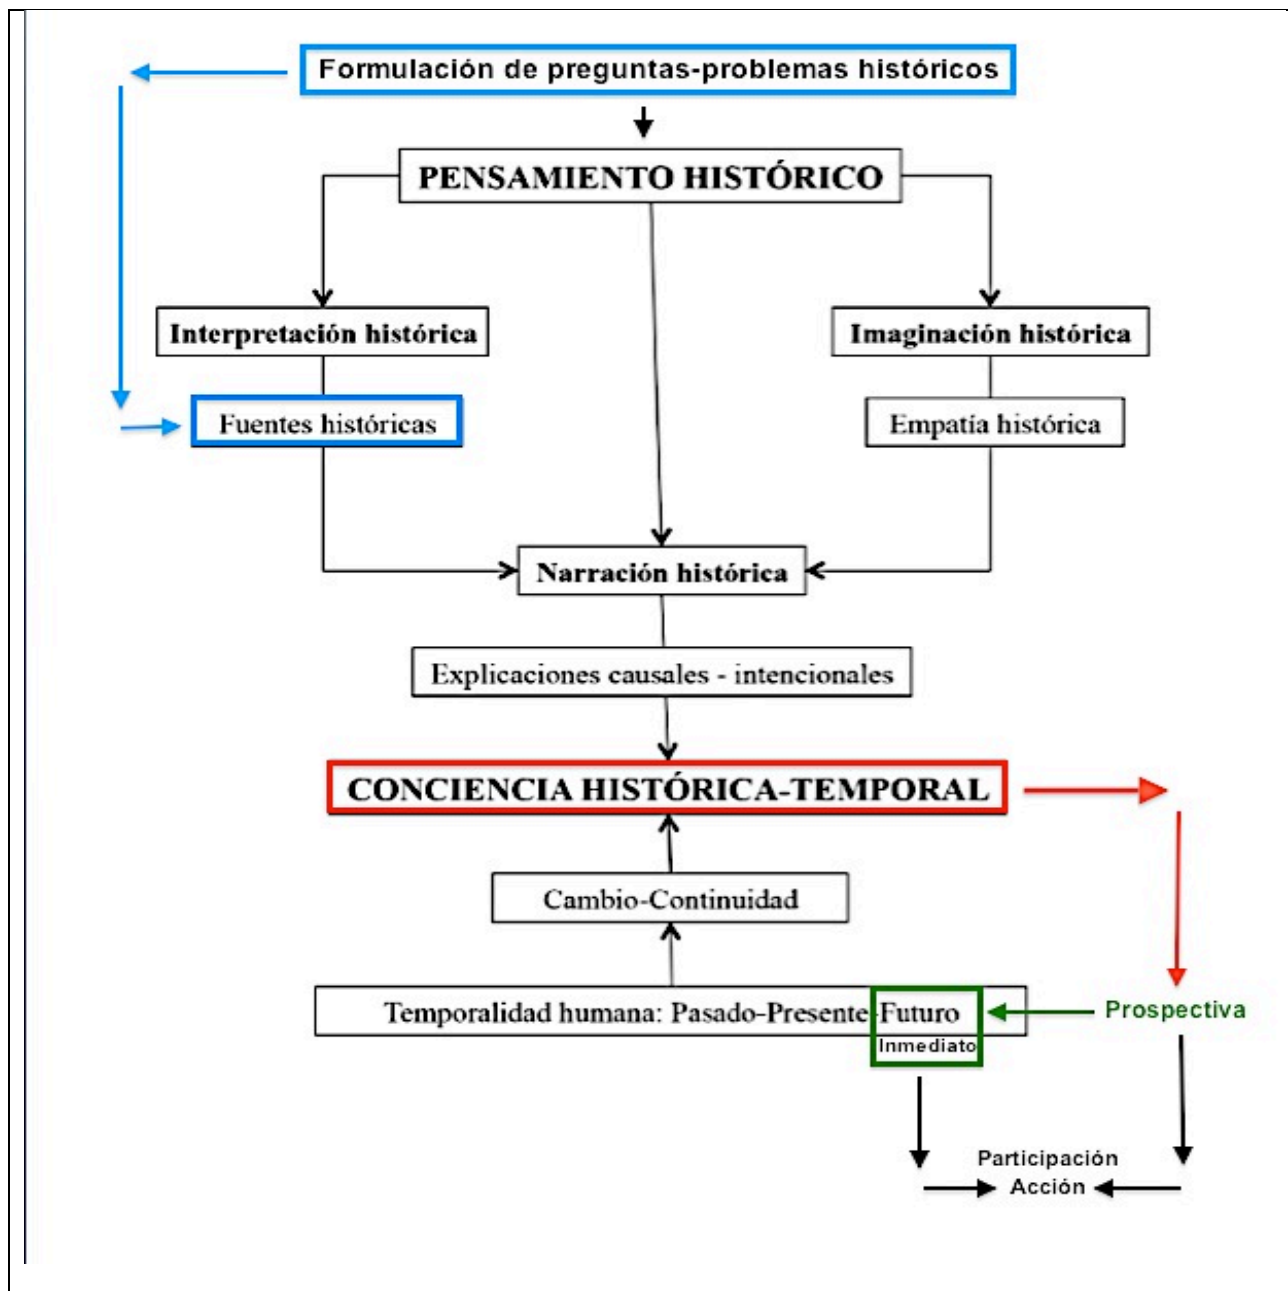 Formulación de preguntas-problemas históricos
PENSAMIENTO HISTÓRICO
Interpretación histórica
Imaginación histórica
Fuentes históricas
Empatía histórica
Narración histórica
Explicaciones causales - intencionales
CONCIENCIA HISTÓRICA-TEMPORAL
Cambio-Continuidad
Temporalidad humana: Pasado-Presente-Futuro
Inmediato
Prospectiva
Participación
Acción